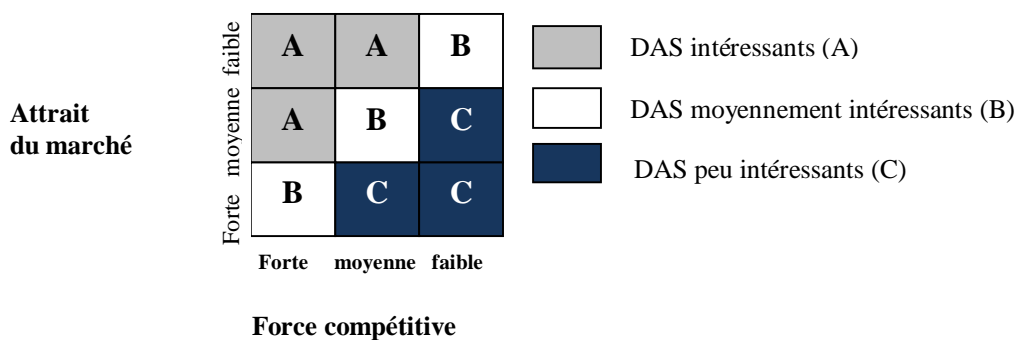 faible
A A B
DAS intéressants (A)
Attrait
du marché
moyenne
A B C
DAS moyennement intéressants (B)
Forte
B C C
DAS peu intéressants (C)
Forte moyenne faible
Force compétitive